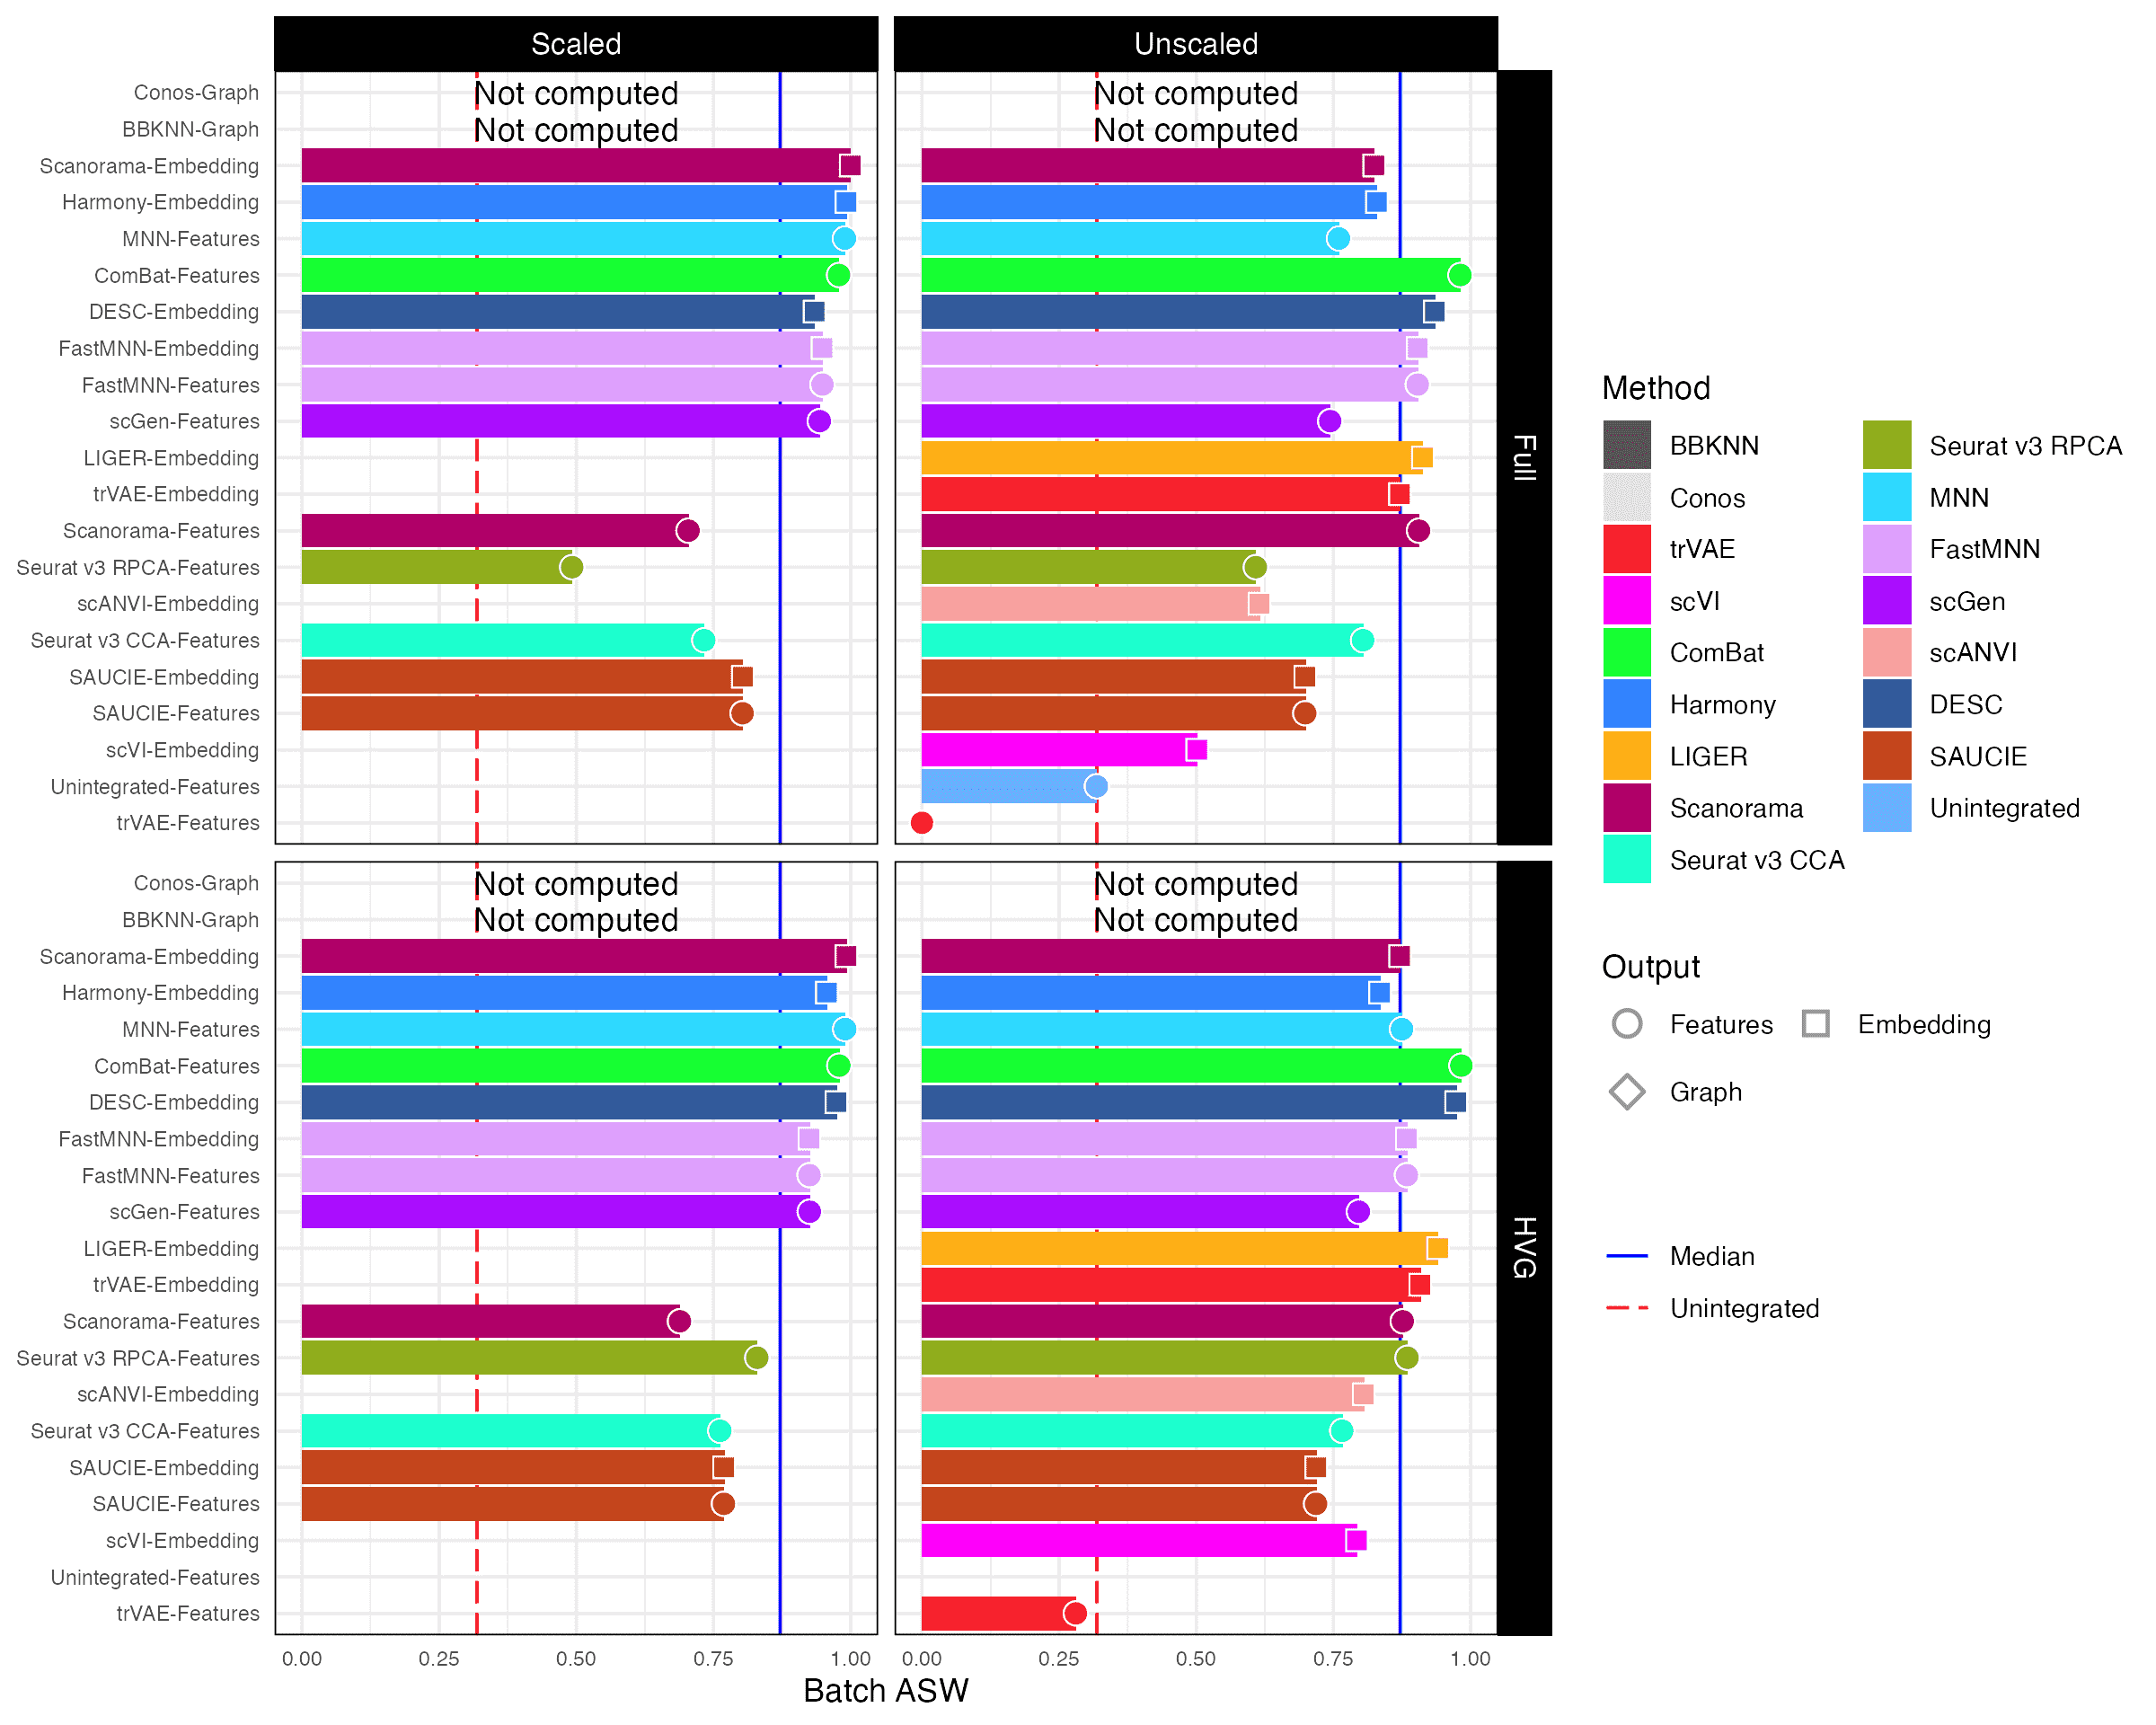 Scaled
Unscaled
Conos-Graph
BBKNN-Graph
Scanorama-Embedding
Harmony-Embedding
MNN-Features
ComBat-Features
DESC-Embedding
FastMNN-Embedding
FastMNN-Features
scGen-Features
LIGER-Embedding
trVAE-Embedding
Scanorama-Features
Seurat v3 RPCA-Features
scANVI-Embedding
Seurat v3 CCA-Features
SAUCIE-Embedding
SAUCIE-Features
scVI-Embedding
Unintegrated-Features
trVAE-Features
Not computed
Not computed
Not computed
Not computed
Full
Conos-Graph
BBKNN-Graph
Scanorama-Embedding
Harmony-Embedding
MNN-Features
ComBat-Features
DESC-Embedding
FastMNN-Embedding
FastMNN-Features
scGen-Features
LIGER-Embedding
trVAE-Embedding
Scanorama-Features
Seurat v3 RPCA-Features
scANVI-Embedding
Seurat v3 CCA-Features
SAUCIE-Embedding
SAUCIE-Features
scVI-Embedding
Unintegrated-Features
trVAE-Features
Not computed
Not computed
Not computed
Not computed
HVG
0.00 0.25 0.50 0.75 1.00
0.00 0.25 0.50 0.75 1.00
Batch ASW
Method
BBKNN
Conos
trVAE
scVI
ComBat
Harmony
LIGER
Scanorama
Seurat v3 CCA
Seurat v3 RPCA
MNN
FastMNN
scGen
scANVI
DESC
SAUCIE
Unintegrated
Output
Features
Embedding
Graph
Median
Unintegrated